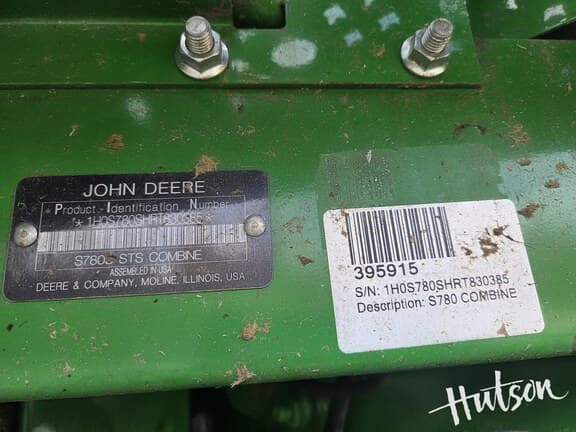 JOHN DEERE
Product Identification Number
*1H0S780SHRT830385*
S780 STS COMBINE
ASSEMBLED IN USA
DEERE & COMPANY, MOLINE, ILLINOIS, USA
395915
S/N: 1H0S780SHRT830385
Description: S780 COMBINE
Hutson